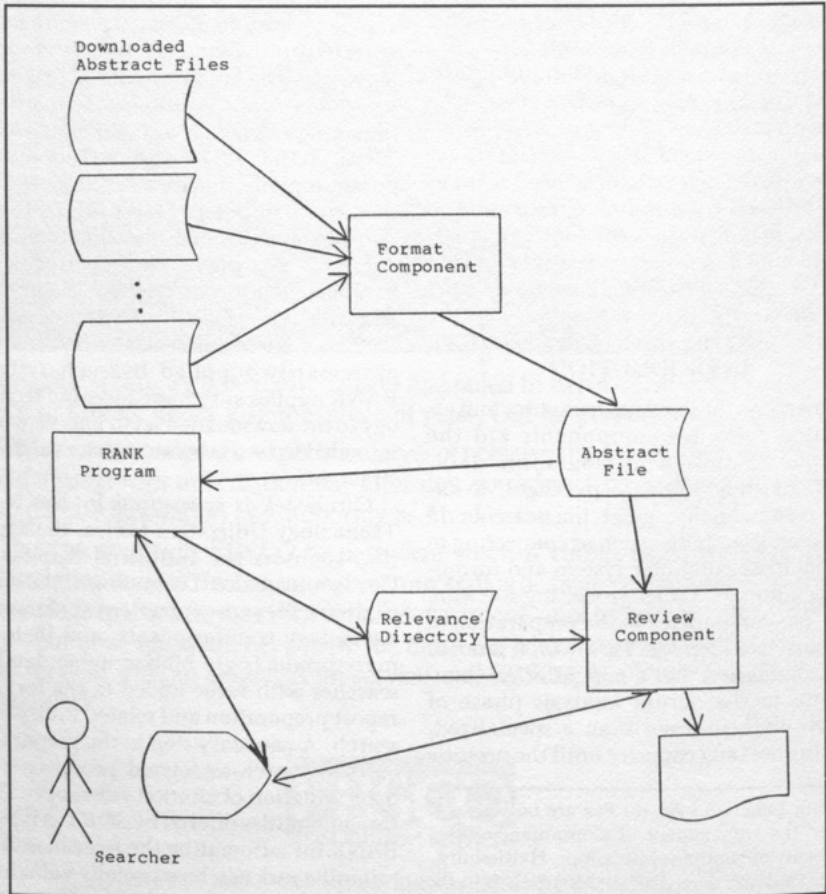 Downloaded
Abstract Files
Format
Component
RANK
Program
Abstract
File
Relevance
Directory
Review
Component
Searcher